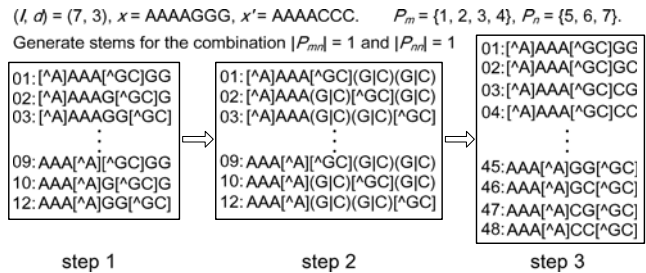 (l, d) = (7, 3), x = AAAAGGG, x' = AAAACCC. Pm = {1, 2, 3, 4}, Pn = {5, 6, 7}.
Generate stems for the combination |Pmn| = 1 and |Pnn| = 1
01:[^A]AAA[^GC]GG
02:[^A]AAAG[^GC]G
03:[^A]AAAGG[^GC]
⋮
09:AAA[^A][^GC]GG
10:AAA[^A]G[^GC]G
12:AAA[^A]GG[^GC]
step 1
01:[^A]AAA[^GC](G|C)(G|C)
02:[^A]AAA(G|C)[^GC](G|C)
03:[^A]AAA(G|C)(G|C)[^GC]
⋮
09:AAA[^A][^GC](G|C)(G|C)
10:AAA[^A](G|C)[^GC](G|C)
12:AAA[^A](G|C)(G|C)[^GC]
step 2
01:[^A]AAA[^GC]GG
02:[^A]AAA[^GC]GC
03:[^A]AAA[^GC]CG
04:[^A]AAA[^GC]CC
⋮
45:AAA[^A]GG[^GC]
46:AAA[^A]GC[^GC]
47:AAA[^A]CG[^GC]
48:AAA[^A]CC[^GC]
step 3